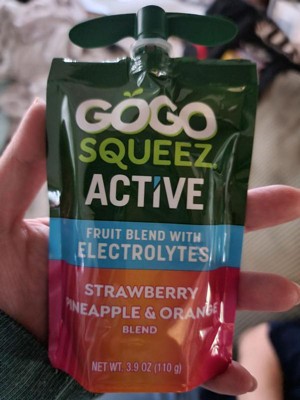 GOGO
SQUEEZ
ACTIVE
FRUIT BLEND WITH
ELECTROLYTES
STRAWBERRY
PINEAPPLE & ORANGE
BLEND
NET WT. 3.9 OZ (110 g)